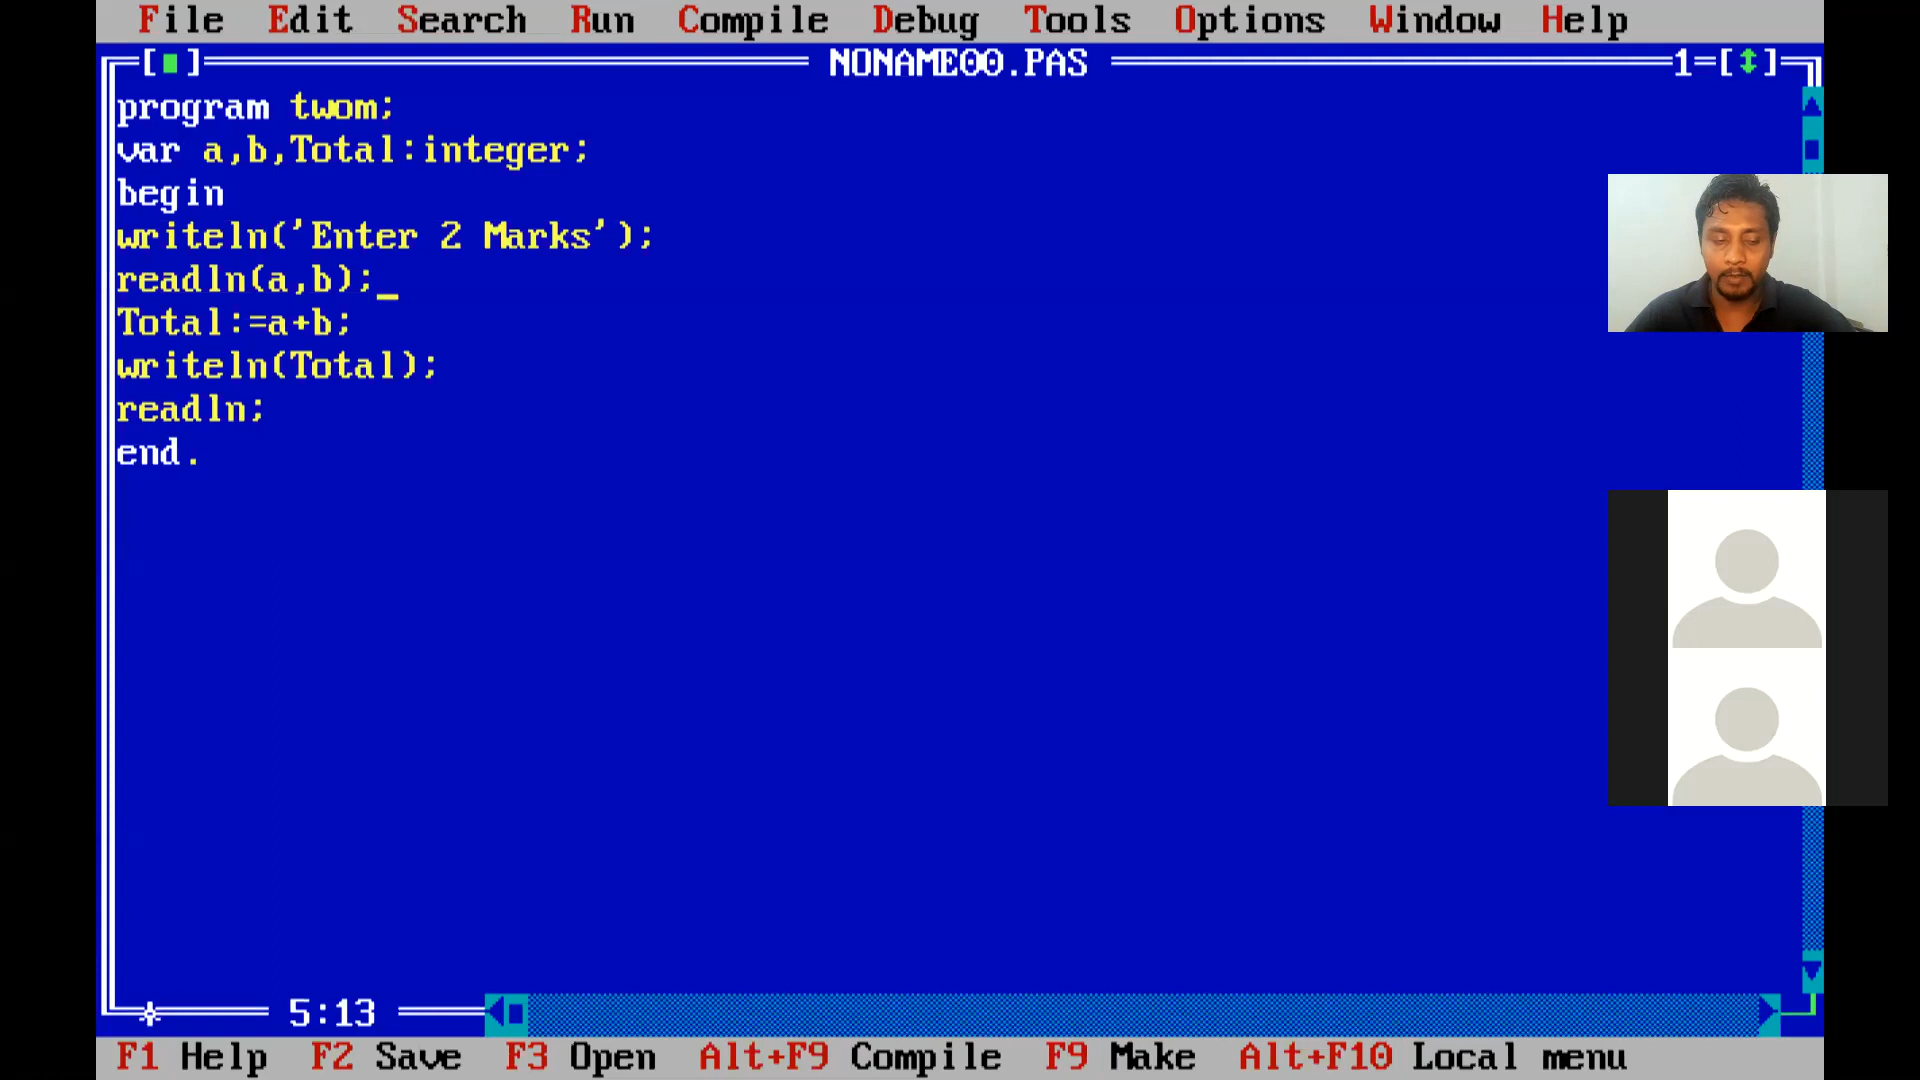 File Edit Search Run Compile Debug Tools Options Window Help
[■] NONAME00.PAS 1=[↕]
program twom;
var a,b,Total:integer;
begin
writeln('Enter 2 Marks');
readln(a,b);_
Total:=a+b;
writeln(Total);
readln;
end.
5:13
F1 Help F2 Save F3 Open Alt+F9 Compile F9 Make Alt+F10 Local menu